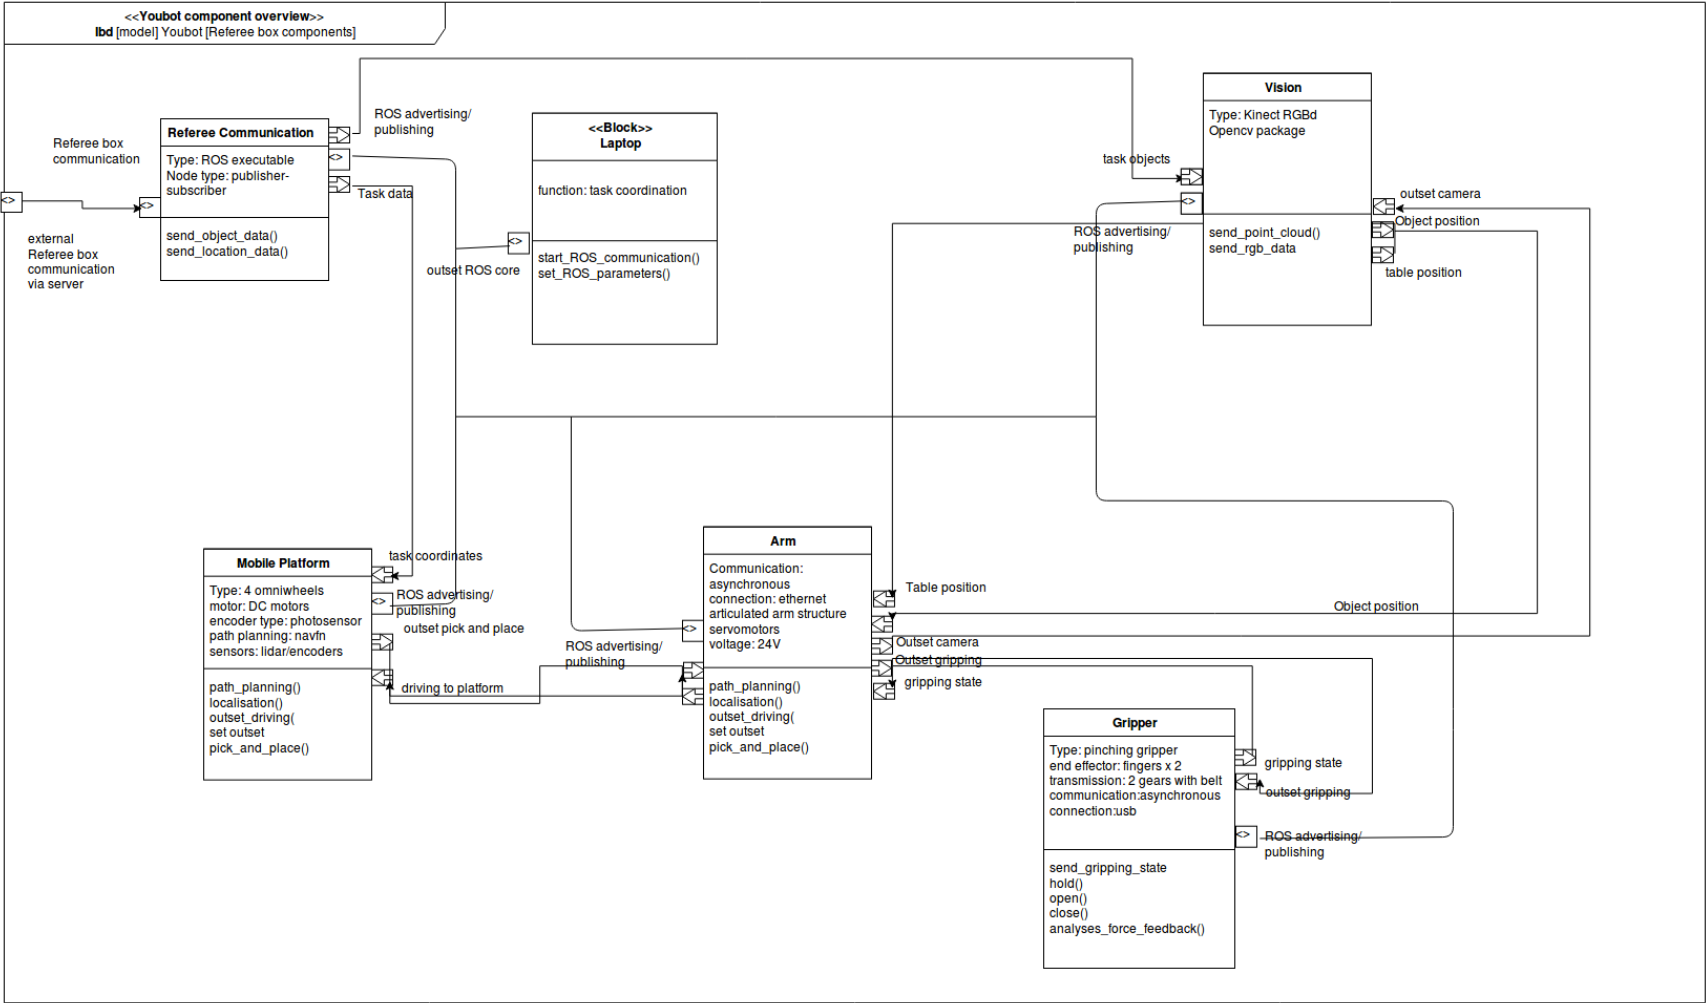 <<Youbot component overview>>
Ibd [model] Youbot [Referee box components]
Referee box
communication
external
Referee box
communication
via server
Referee Communication
Type: ROS executable
Node type: publisher-
subscriber
send_object_data()
send_location_data()
ROS advertising/
publishing
Task data
<>
<>
<>
<<Block>>
Laptop
function: task coordination
start_ROS_communication()
set_ROS_parameters()
<>
outset ROS core
Vision
Type: Kinect RGBd
Opencv package
send_point_cloud()
send_rgb_data
task objects
<>
ROS advertising/
publishing
outset camera
Object position
table position
Mobile Platform
Type: 4 omniwheels
motor: DC motors
encoder type: photosensor
path planning: navfn
sensors: lidar/encoders
path_planning()
localisation()
outset_driving(
set outset
pick_and_place()
task coordinates
<>
ROS advertising/
publishing
outset pick and place
driving to platform
Arm
Communication:
asynchronous
connection: ethernet
articulated arm structure
servomotors
voltage: 24V
path_planning()
localisation()
outset_driving(
set outset
pick_and_place()
<>
ROS advertising/
publishing
Table position
Object position
Outset camera
Outset gripping
gripping state
Gripper
Type: pinching gripper
end effector: fingers x 2
transmission: 2 gears with belt
communication:asynchronous
connection:usb
send_gripping_state
hold()
open()
close()
analyses_force_feedback()
gripping state
outset gripping
<>
ROS advertising/
publishing